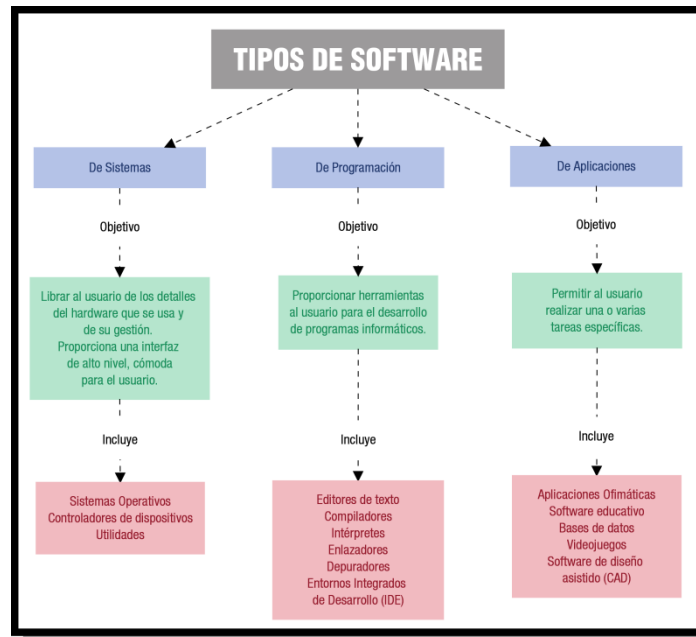 TIPOS DE SOFTWARE
De Sistemas
Objetivo
Librar al usuario de los detalles
del hardware que se usa y
de su gestión.
Proporciona una interfaz
de alto nivel, cómoda
para el usuario.
Incluye
Sistemas Operativos
Controladores de dispositivos
Utilidades
De Programación
Objetivo
Proporcionar herramientas
al usuario para el desarrollo
de programas informáticos.
Incluye
Editores de texto
Compiladores
Intérpretes
Enlazadores
Depuradores
Entornos Integrados
de Desarrollo (IDE)
De Aplicaciones
Objetivo
Permitir al usuario
realizar una o varias
tareas específicas.
Incluye
Aplicaciones Ofimáticas
Software educativo
Bases de datos
Videojuegos
Software de diseño
asistido (CAD)